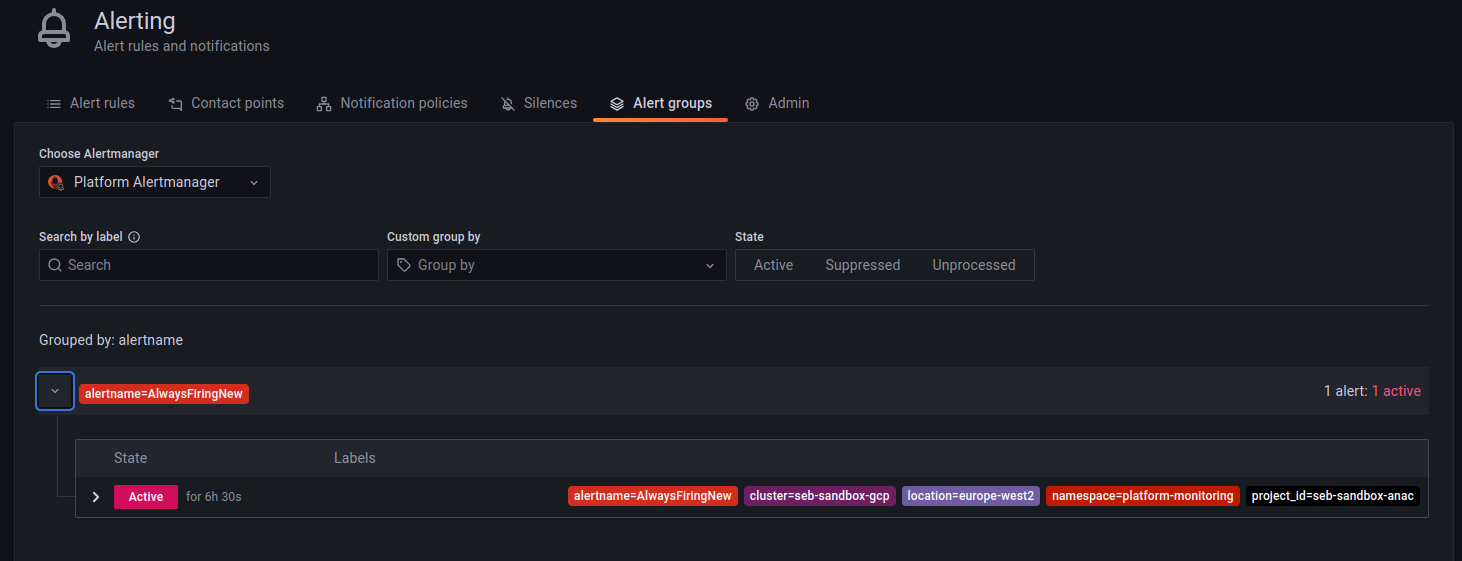 Alerting
Alert rules and notifications
Alert rules Contact points Notification policies Silences Alert groups Admin
Choose Alertmanager
Platform Alertmanager
Search by label Custom group by State
Search Group by Active Suppressed Unprocessed
Grouped by: alertname
alertname=AlwaysFiringNew 1 alert: 1 active
State Labels
Active for 6h 30s alertname=AlwaysFiringNew cluster=seb-sandbox-gcp location=europe-west2 namespace=platform-monitoring project_id=seb-sandbox-anac